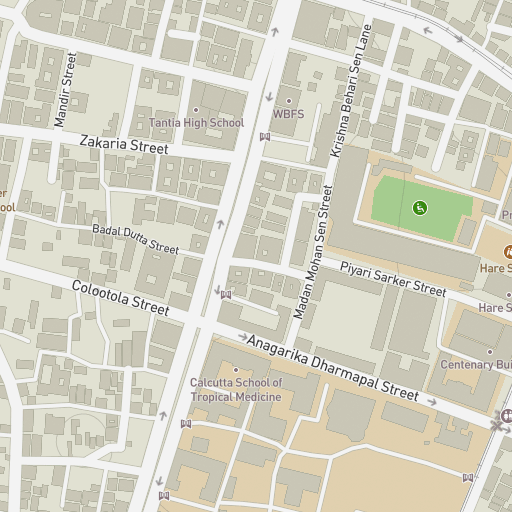 Krishna Behari Sen Lane
Mandir Street
WBFS
Tantia High School
Zakaria Street
Madan Mohan Sen Street
Badal Dutta Street
Hare S
Piyari Sarker Street
Colootola Street
Hare S
Anagarika Dharmapal Street
Centenary Bui
Calcutta School of
Tropical Medicine